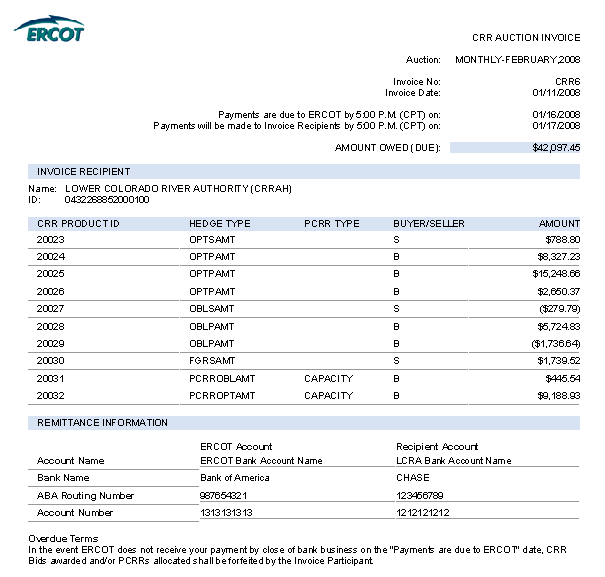 ERCOT
CRR AUCTION INVOICE
Auction: MONTHLY-FEBRUARY,2008
Invoice No: CRR6
Invoice Date: 01/11/2008
Payments are due to ERCOT by 5:00 P.M. (CPT) on: 01/16/2008
Payments will be made to Invoice Recipients by 5:00 P.M. (CPT) on: 01/17/2008
AMOUNT OWED (DUE): $42,097.45
INVOICE RECIPIENT
Name: LOWER COLORADO RIVER AUTHORITY (CRRAH)
ID: 0432268852000100
CRR PRODUCT ID HEDGE TYPE PCRR TYPE BUYER/SELLER AMOUNT
20023 OPTSAMT S $788.80
20024 OPTPAMT B $8,327.23
20025 OPTPAMT B $15,248.66
20026 OPTPAMT B $2,650.37
20027 OBLSAMT S ($279.79)
20028 OBLPAMT B $5,724.83
20029 OBLPAMT B ($1,736.64)
20030 FGRSAMT S $1,739.52
20031 PCRROBLAMT CAPACITY B $445.54
20032 PCRROPTAMT CAPACITY B $9,188.93
REMITTANCE INFORMATION
ERCOT Account Recipient Account
Account Name ERCOT Bank Account Name LCRA Bank Account Name
Bank Name Bank of America CHASE
ABA Routing Number 987654321 123456789
Account Number 1313131313 1212121212
Overdue Terms
In the event ERCOT does not receive your payment by close of bank business on the "Payments are due to ERCOT" date, CRR
Bids awarded and/or PCRRs allocated shall be forfeited by the Invoice Participant.